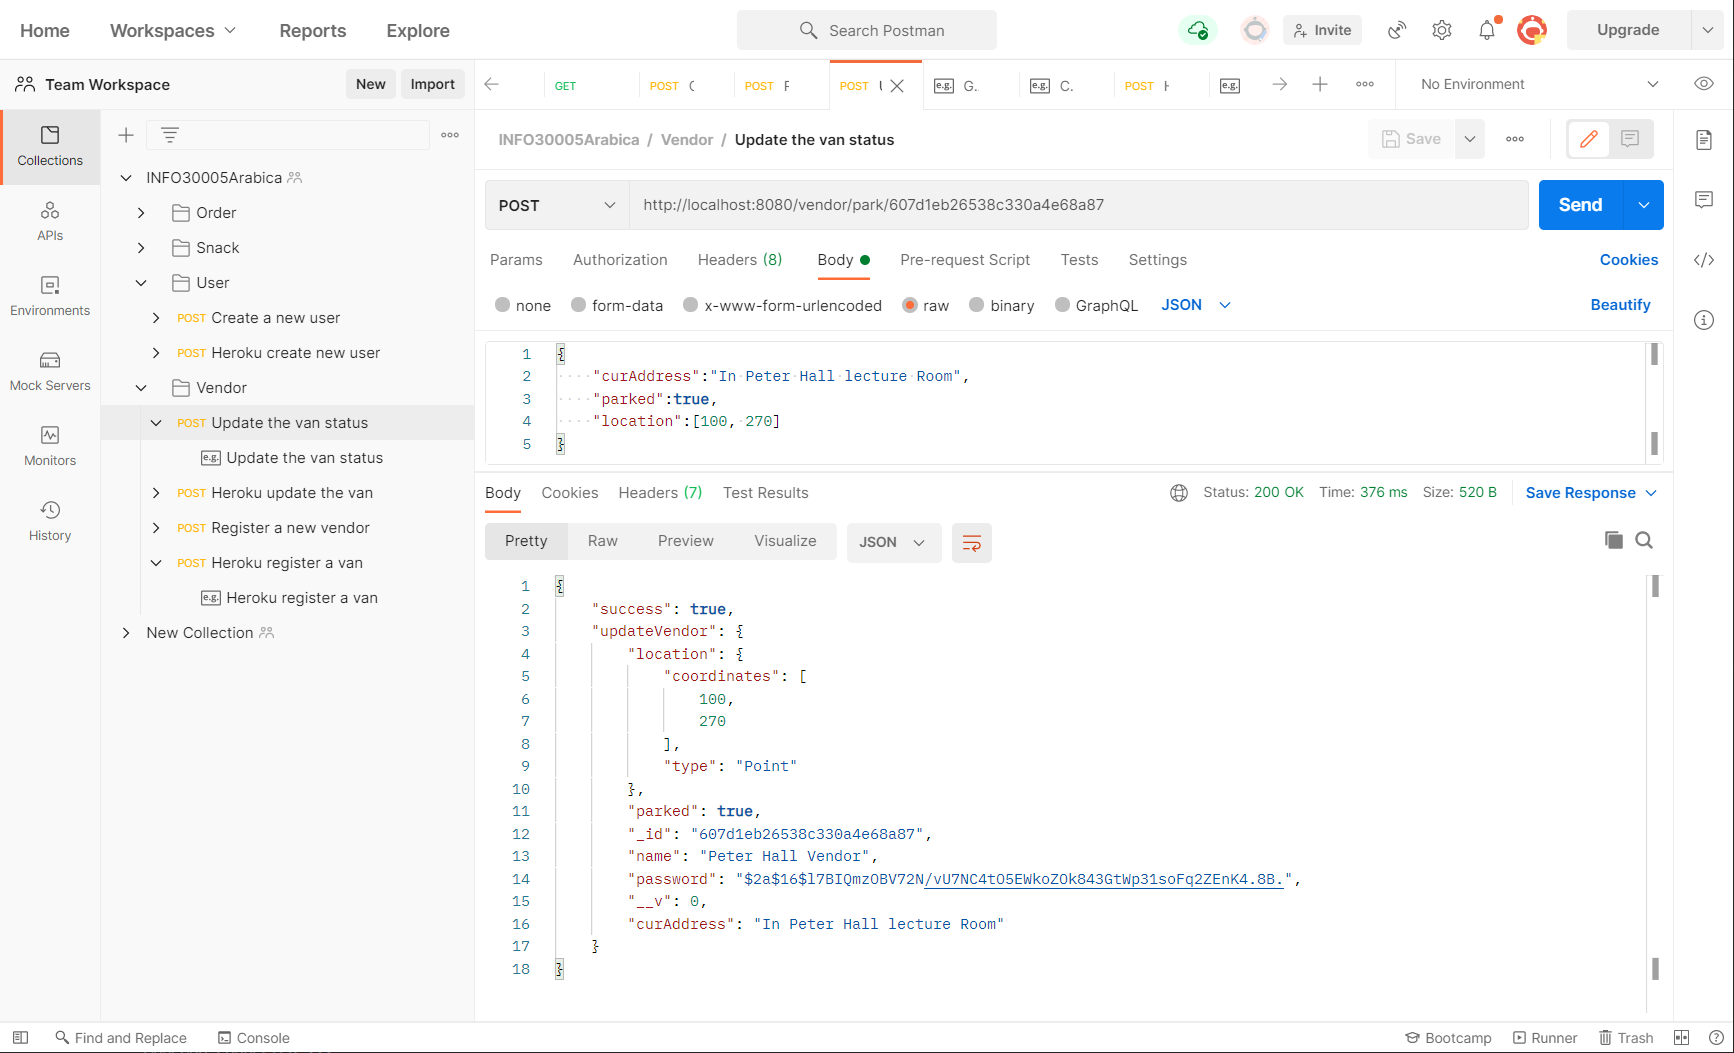 Home Workspaces Reports Explore Search Postman Invite Upgrade
Team Workspace New Import GET POST POST POST e.g. G. e.g. C. POST e.g. No Environment
Collections
APIs
Environments
Mock Servers
Monitors
History
INFO30005Arabica
Order
Snack
User
POST Create a new user
POST Heroku create new user
Vendor
POST Update the van status
e.g. Update the van status
POST Heroku update the van
POST Register a new vendor
POST Heroku register a van
e.g. Heroku register a van
New Collection
INFO30005Arabica / Vendor / Update the van status Save
POST http://localhost:8080/vendor/park/607d1eb26538c330a4e68a87 Send
Params Authorization Headers (8) Body Pre-request Script Tests Settings Cookies
none form-data x-www-form-urlencoded raw binary GraphQL JSON Beautify
1 {
2 "curAddress":"In Peter Hall lecture Room",
3 "parked":true,
4 "location":[100, 270]
5 }
Body Cookies Headers (7) Test Results Status: 200 OK Time: 376 ms Size: 520 B Save Response
Pretty Raw Preview Visualize JSON
1 {
2 "success": true,
3 "updateVendor": {
4 "location": {
5 "coordinates": [
6 100,
7 270
8 ],
9 "type": "Point"
10 },
11 "parked": true,
12 "_id": "607d1eb26538c330a4e68a87",
13 "name": "Peter Hall Vendor",
14 "password": "$2a$16$l7BIQmzOBV72N/vU7NC4tO5EWkoZOk843GtWp31soFq2ZEnK4.8B.",
15 "__v": 0,
16 "curAddress": "In Peter Hall lecture Room"
17 }
18 }
Find and Replace Console Bootcamp Runner Trash